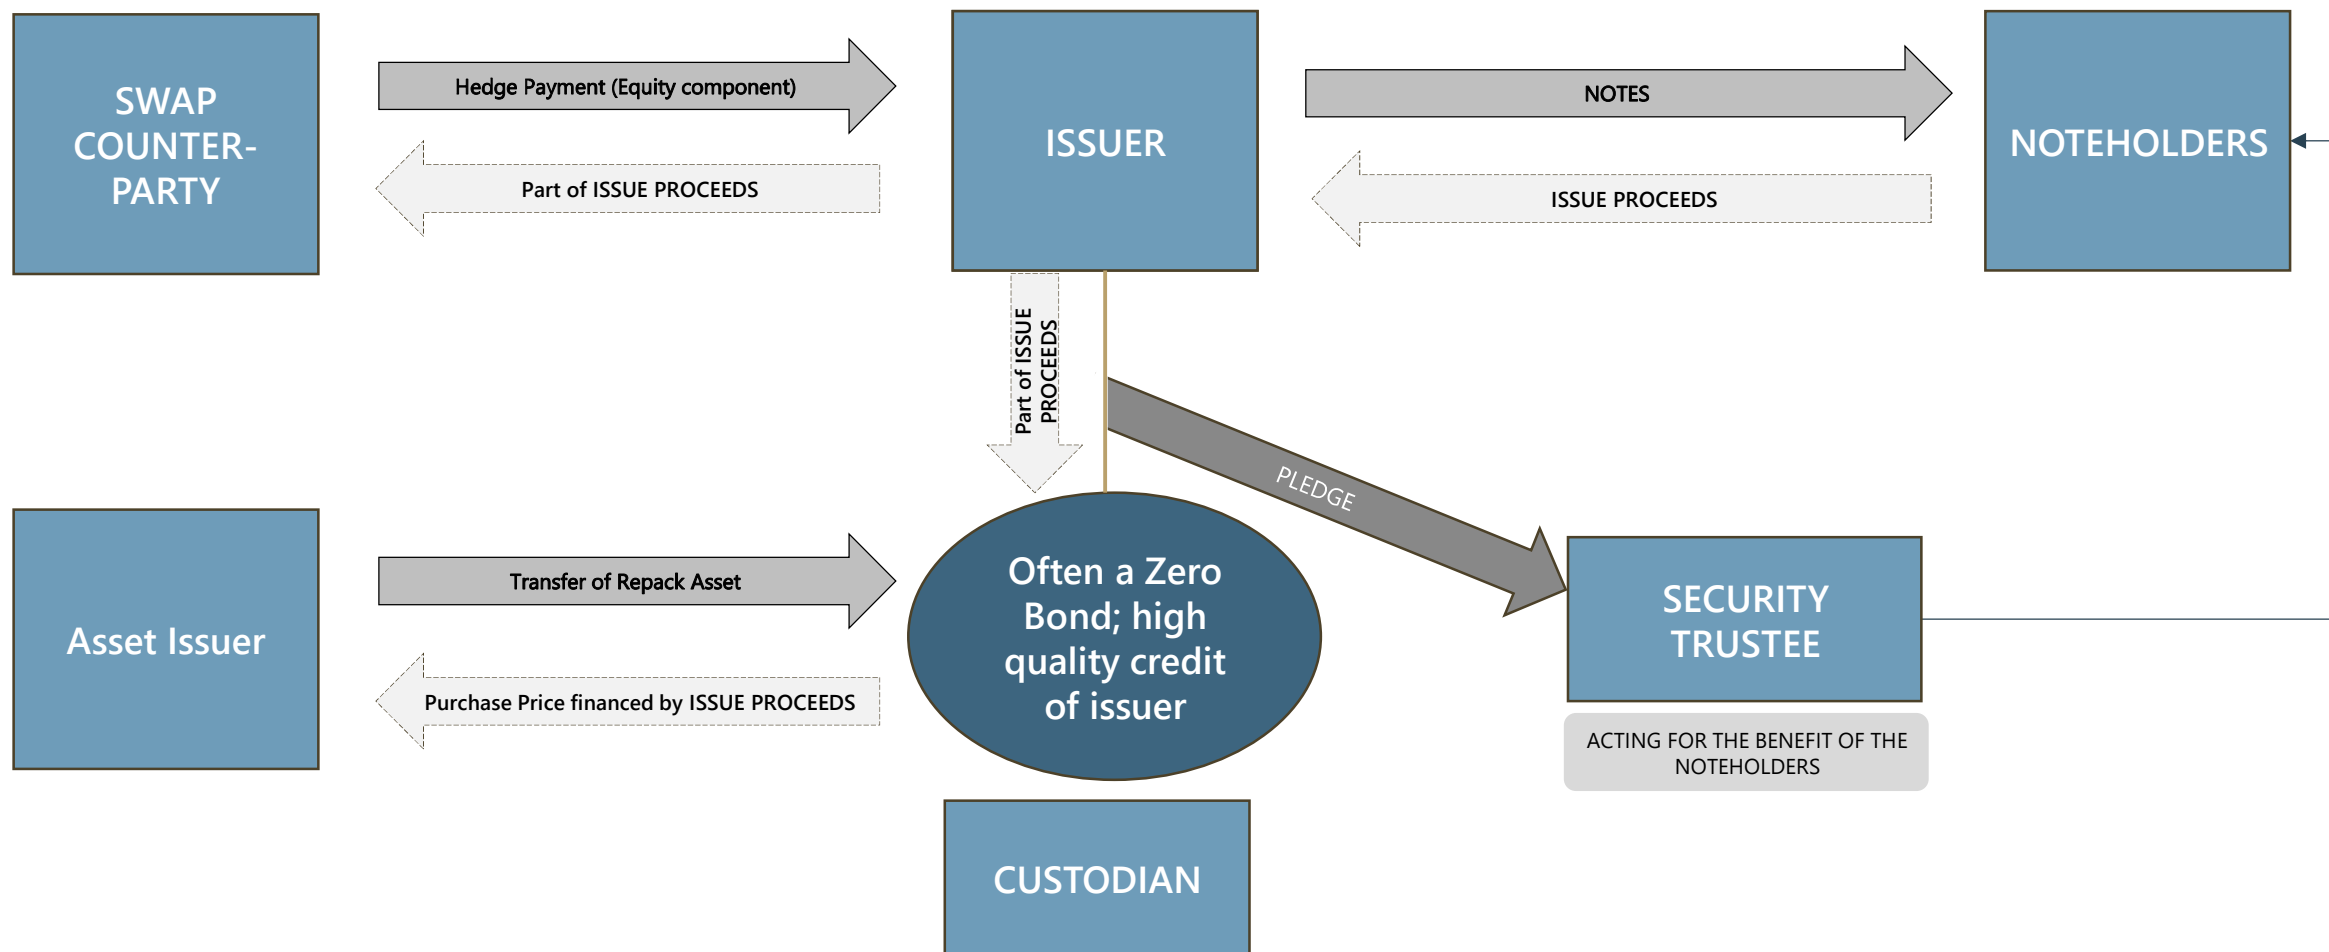 SWAP
COUNTER-
PARTY
Hedge Payment (Equity component)
Part of ISSUE PROCEEDS
ISSUER
NOTES
ISSUE PROCEEDS
NOTEHOLDERS
Part of ISSUE
PROCEEDS
PLEDGE
Asset Issuer
Transfer of Repack Asset
Purchase Price financed by ISSUE PROCEEDS
Often a Zero
Bond; high
quality credit
of issuer
SECURITY
TRUSTEE
ACTING FOR THE BENEFIT OF THE
NOTEHOLDERS
CUSTODIAN